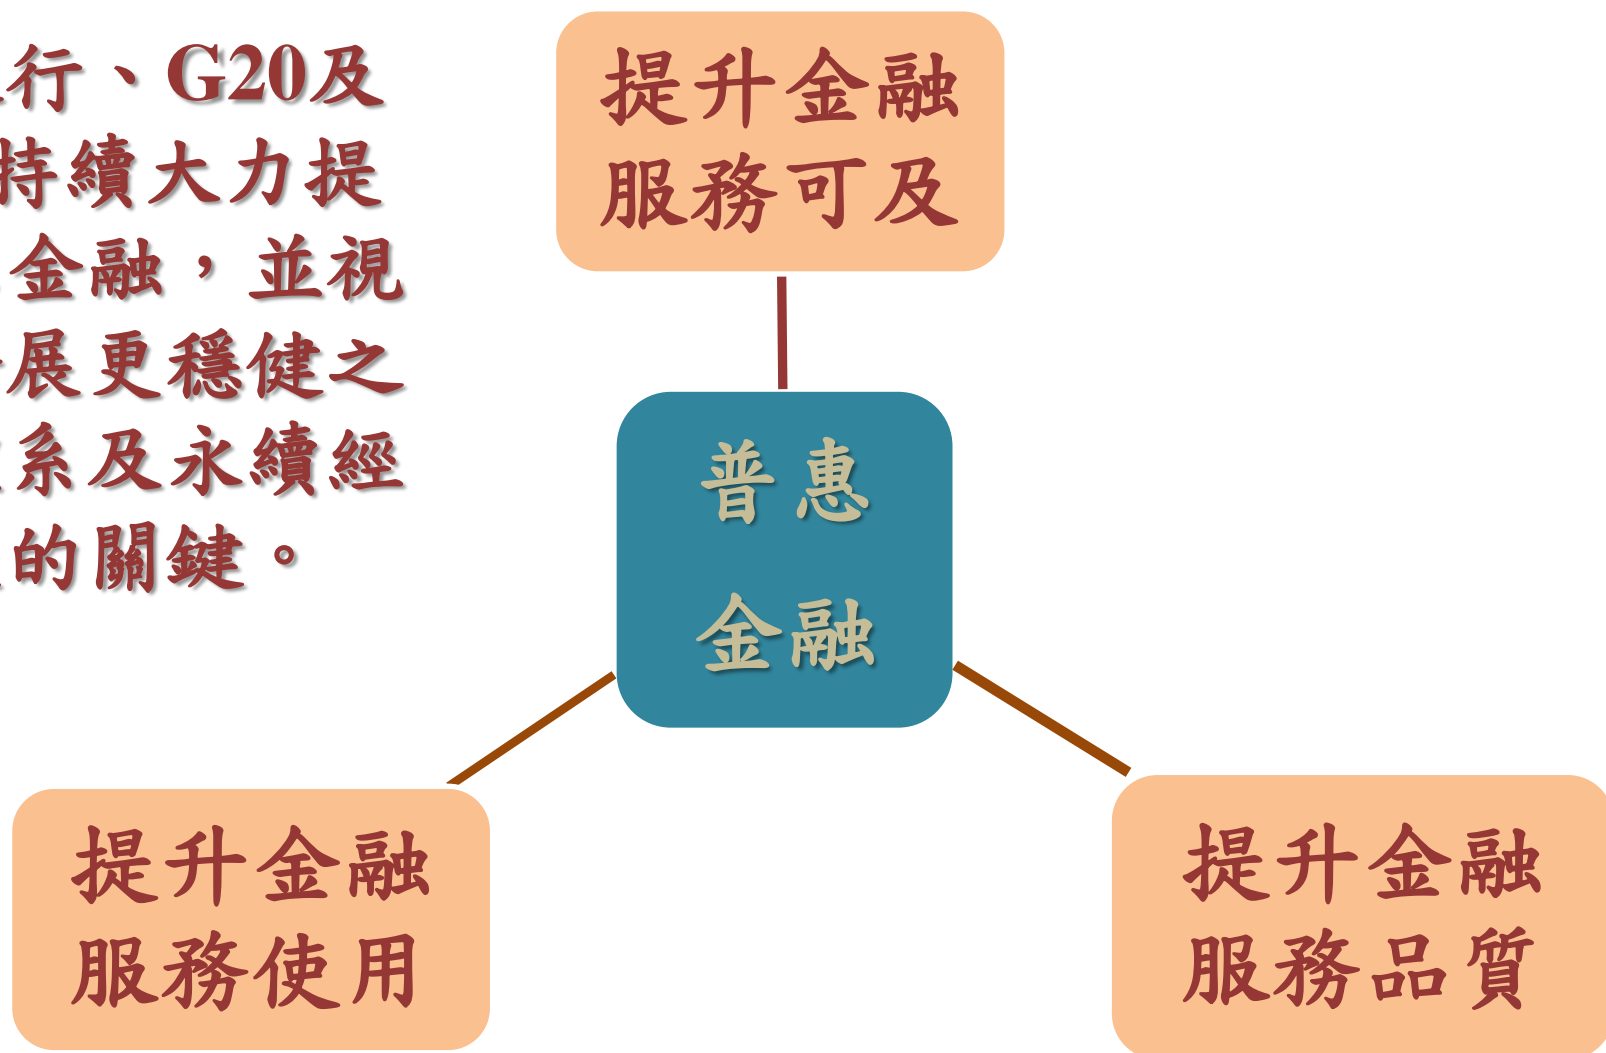 行、G20及
持續大力提
金融，並視
展更穩健之
系及永續經
的關鍵。
提升金融
服務可及
普惠
金融
提升金融
服務使用
提升金融
服務品質